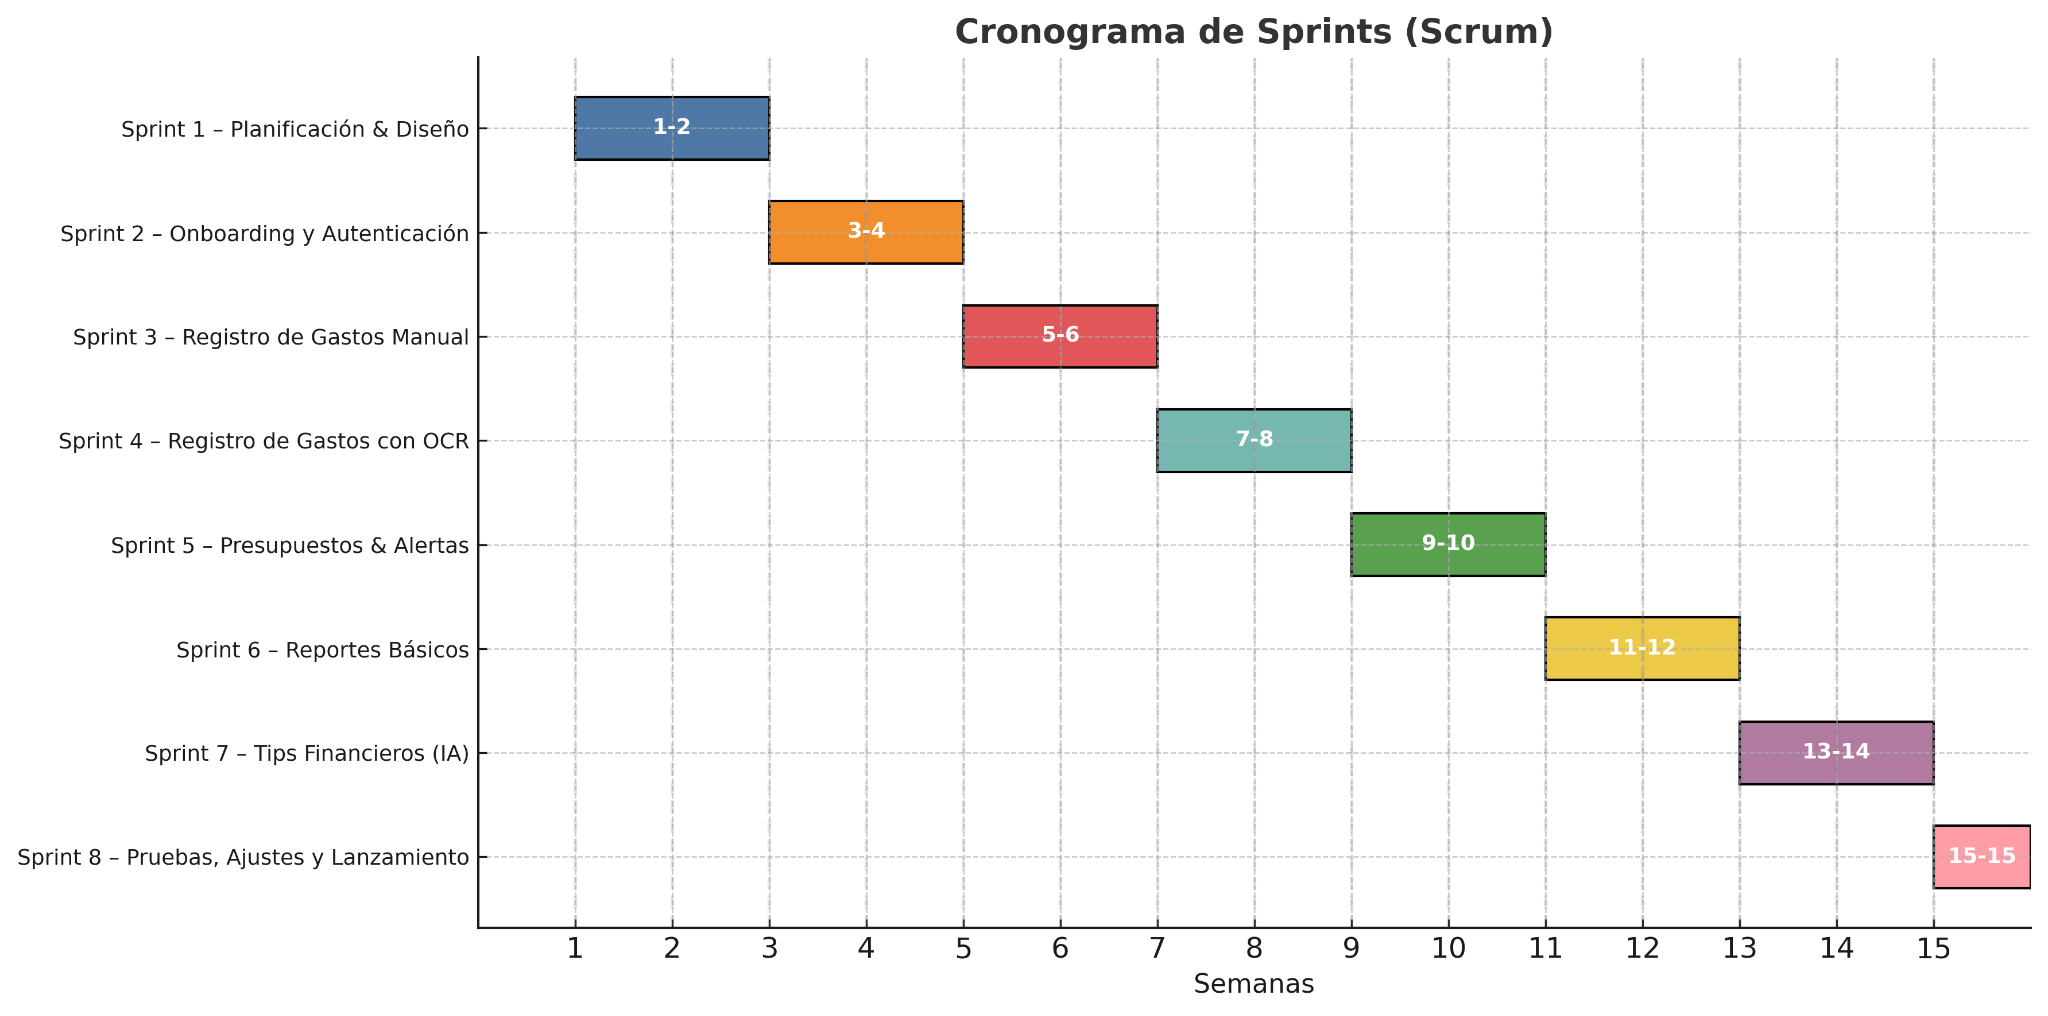 Cronograma de Sprints (Scrum)
Sprint 1 – Planificación & Diseño
1-2
Sprint 2 – Onboarding y Autenticación
3-4
Sprint 3 – Registro de Gastos Manual
5-6
Sprint 4 – Registro de Gastos con OCR
7-8
Sprint 5 – Presupuestos & Alertas
9-10
Sprint 6 – Reportes Básicos
11-12
Sprint 7 – Tips Financieros (IA)
13-14
Sprint 8 – Pruebas, Ajustes y Lanzamiento
15-15
1 2 3 4 5 6 7 8 9 10 11 12 13 14 15
Semanas